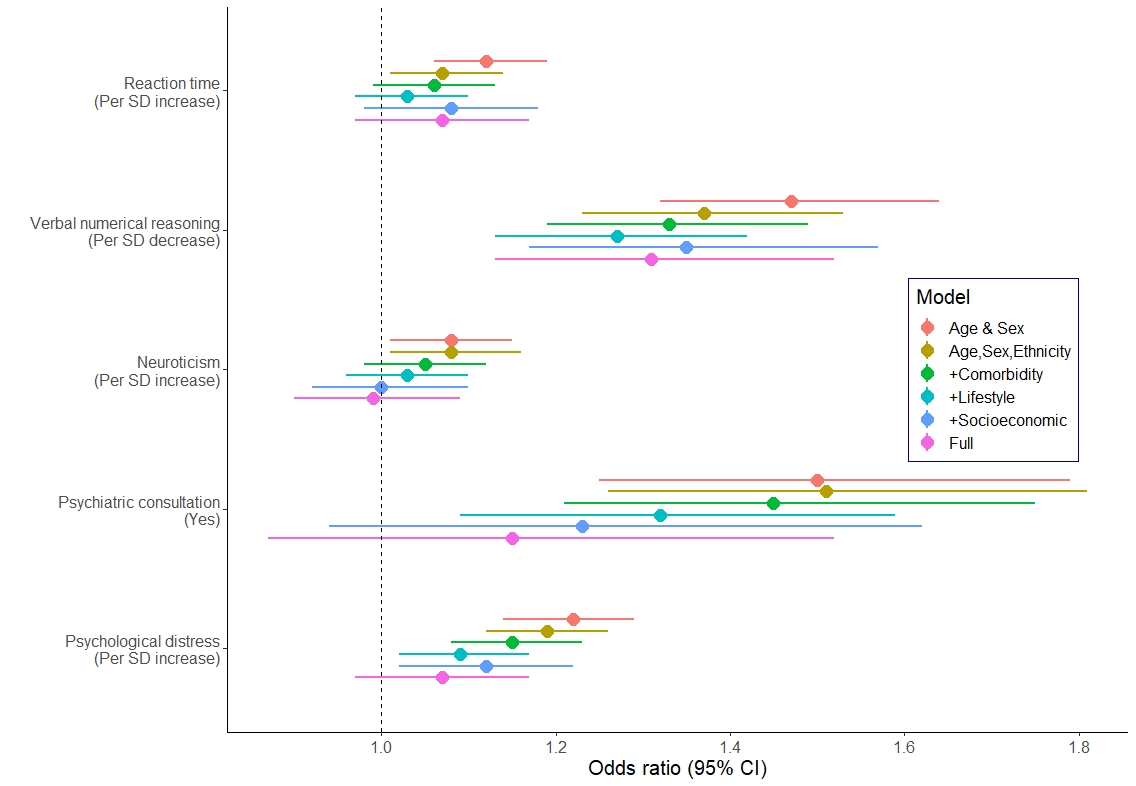 Reaction time
(Per SD increase)
Verbal numerical reasoning
(Per SD decrease)
Neuroticism
(Per SD increase)
Psychiatric consultation
(Yes)
Psychological distress
(Per SD increase)
Model
Age & Sex
Age,Sex,Ethnicity
+Comorbidity
+Lifestyle
+Socioeconomic
Full
1.0
1.2
1.4
1.6
1.8
Odds ratio (95% CI)